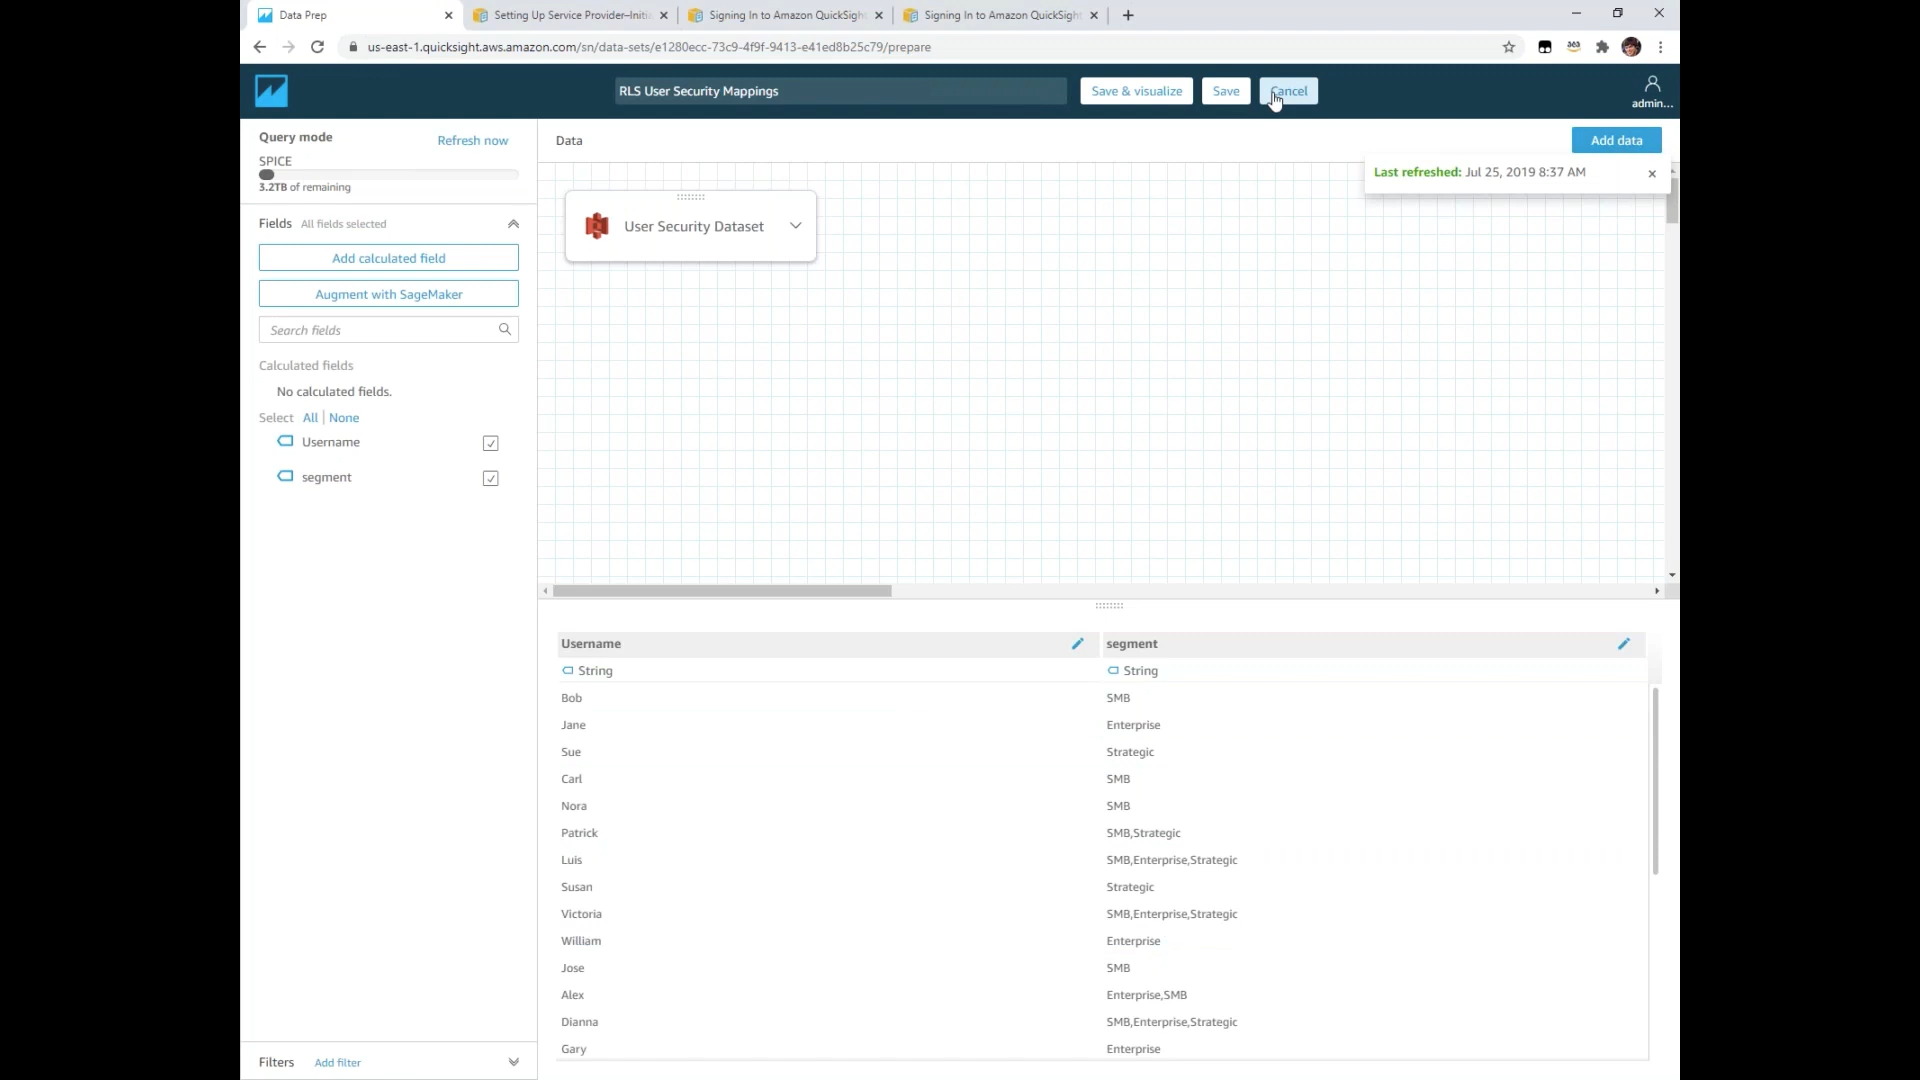 Data Prep
Setting Up Service Provider–Initi
Signing In to Amazon QuickSigh
Signing In to Amazon QuickSigh
us-east-1.quicksight.aws.amazon.com/sn/data-sets/e1280ecc-73c9-4f9f-9413-e41ed8b25c79/prepare
RLS User Security Mappings
Save & visualize
Save
Cancel
admin...
Query mode
Refresh now
SPICE
3.2TB of remaining
Data
Add data
Last refreshed: Jul 25, 2019 8:37 AM
Fields All fields selected
Add calculated field
Augment with SageMaker
Search fields
Calculated fields
No calculated fields.
Select All | None
Username
segment
User Security Dataset
Username segment
String String
Bob SMB
Jane Enterprise
Sue Strategic
Carl SMB
Nora SMB
Patrick SMB,Strategic
Luis SMB,Enterprise,Strategic
Susan Strategic
Victoria SMB,Enterprise,Strategic
William Enterprise
Jose SMB
Alex Enterprise,SMB
Dianna SMB,Enterprise,Strategic
Gary Enterprise
Filters Add filter